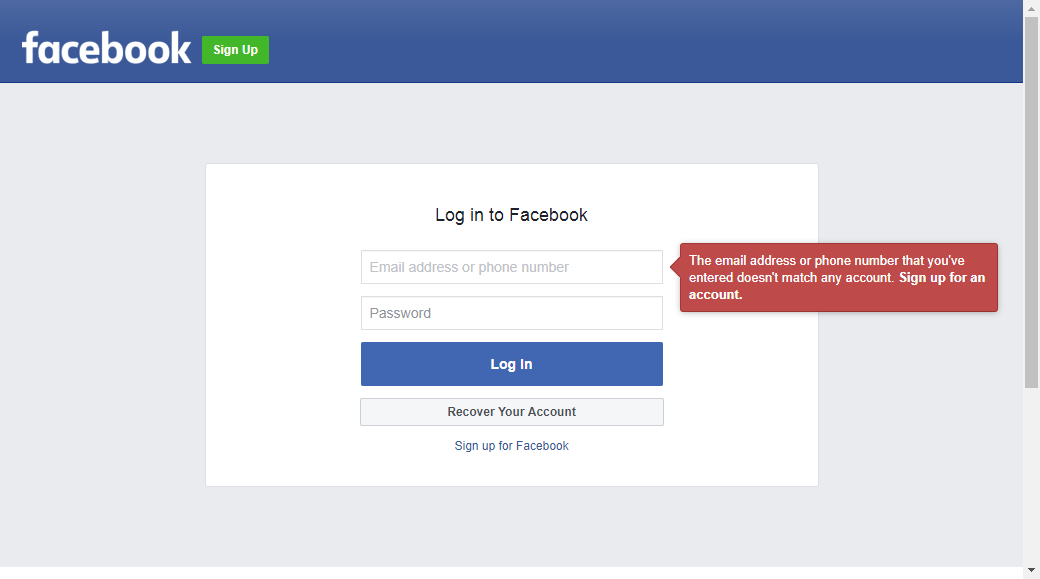 facebook
Sign Up
Log in to Facebook
Email address or phone number
The email address or phone number that you've
entered doesn't match any account. Sign up for an
account.
Password
Log In
Recover Your Account
Sign up for Facebook